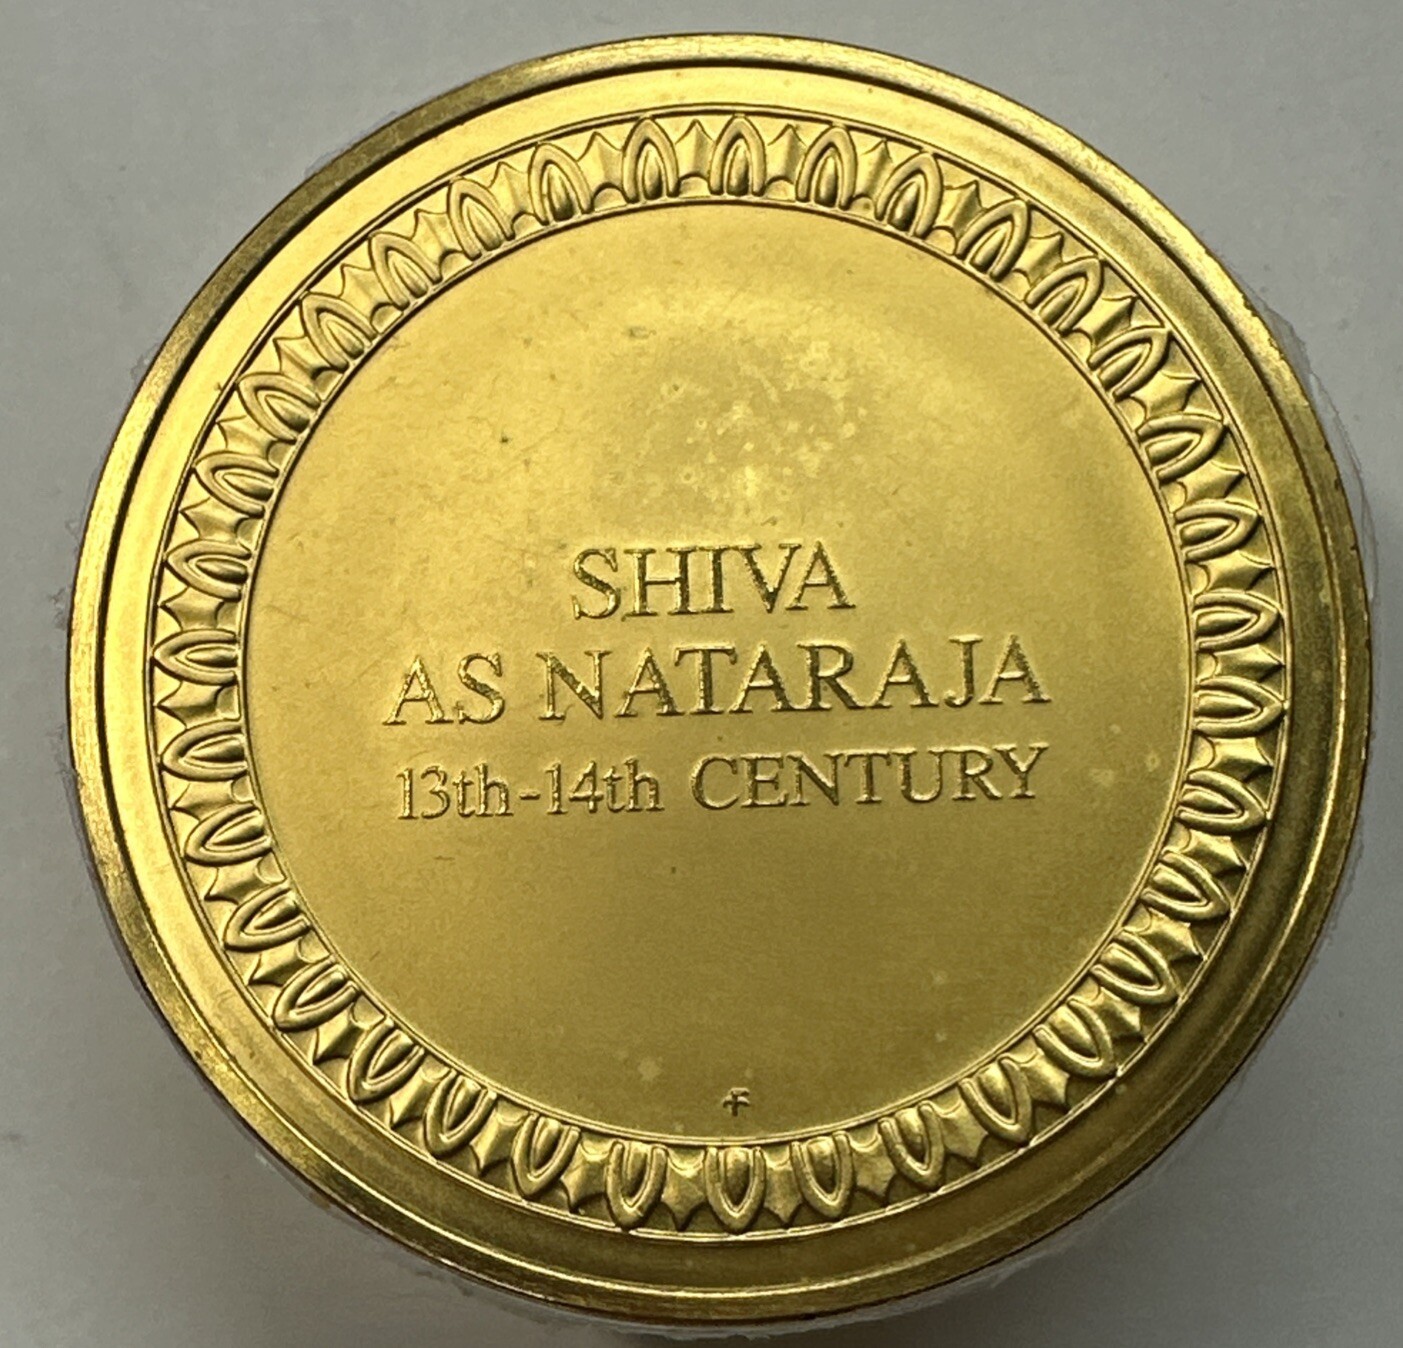 SHIVA
AS NATARAJA
13th-14th CENTURY
F